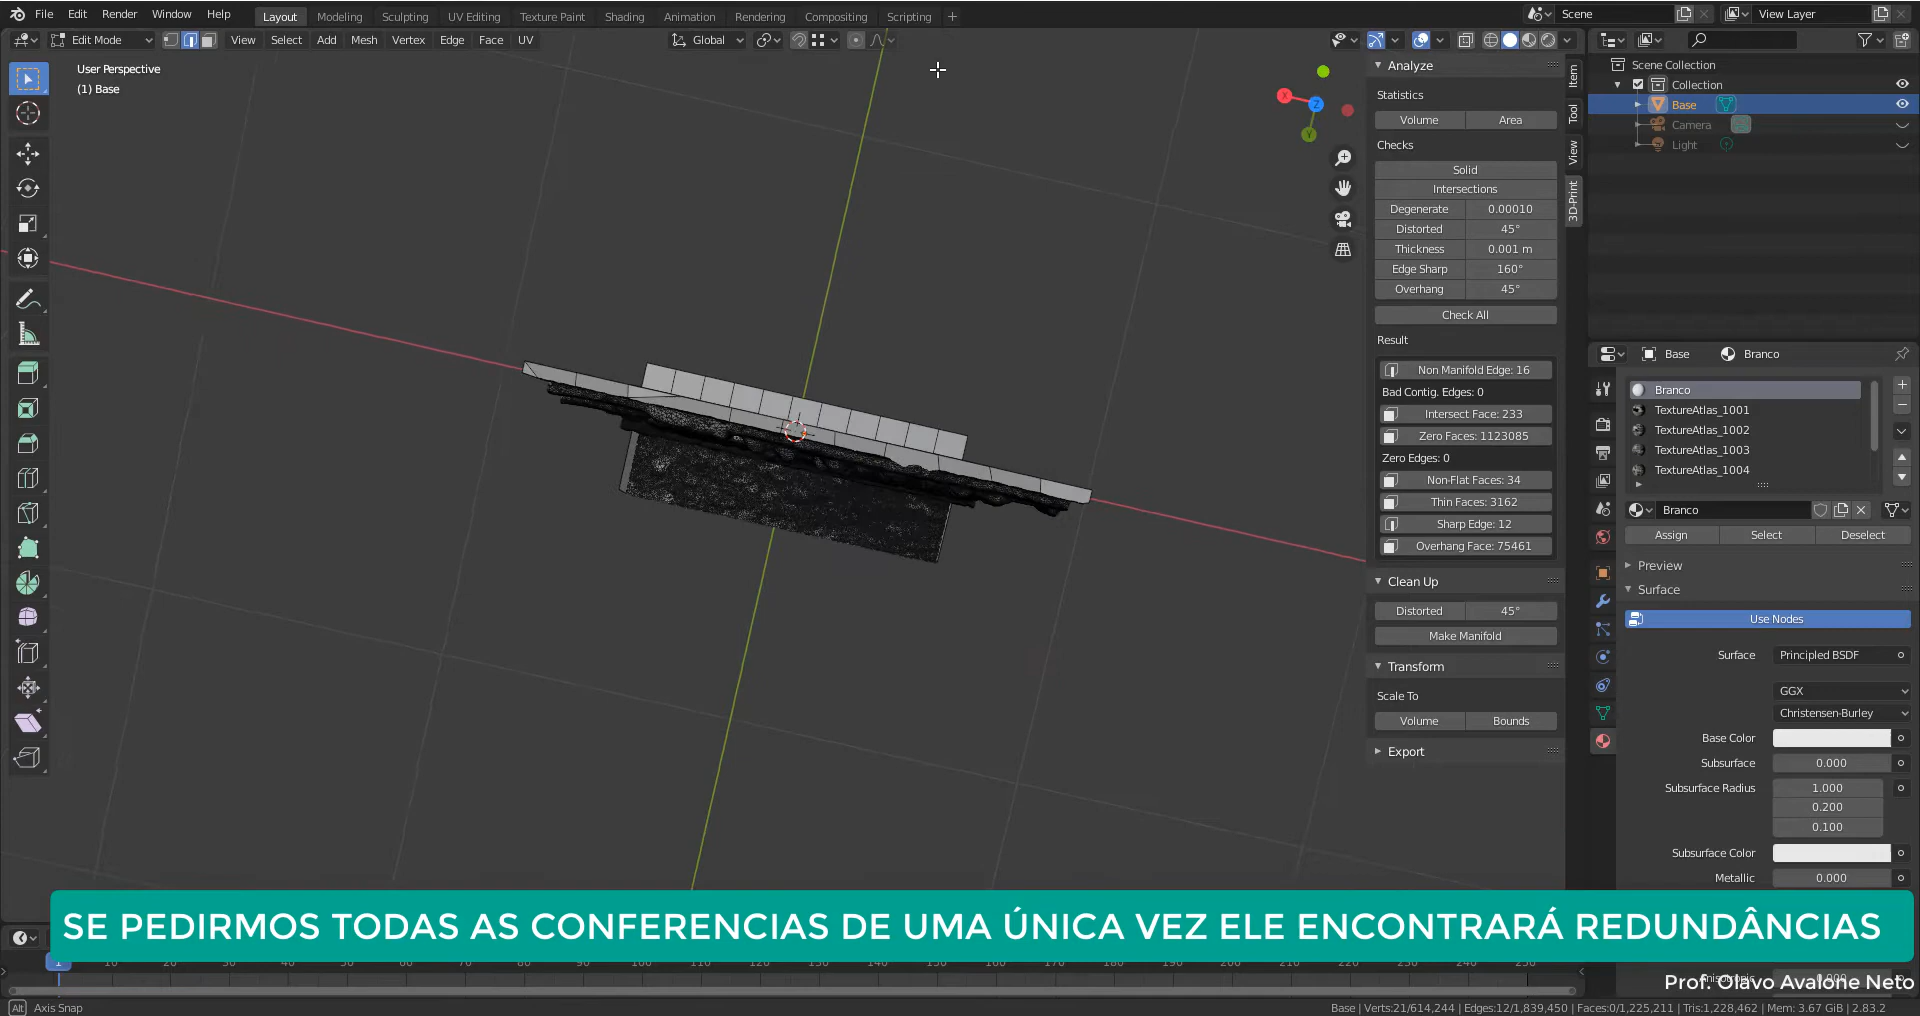 File Edit Render Window Help Layout Modeling Sculpting UV Editing Texture Paint Shading Animation Rendering Compositing Scripting + Scene View Layer
Edit Mode View Select Add Mesh Vertex Edge Face UV Global
User Perspective
(1) Base
Analyze
Statistics
Volume Area
Checks
Solid
Intersections
Degenerate 0.00010
Distorted 45°
Thickness 0.001 m
Edge Sharp 160°
Overhang 45°
Check All
Result
Non Manifold Edge: 16
Bad Contig. Edges: 0
Intersect Face: 233
Zero Faces: 1123085
Zero Edges: 0
Non-Flat Faces: 34
Thin Faces: 3162
Sharp Edge: 12
Overhang Face: 75461
Clean Up
Distorted 45°
Make Manifold
Transform
Scale To
Volume Bounds
Export
Item
Tool
View
3D-Print
X
Y
Z
Scene Collection
Collection
Base
Camera
Light
Base Branco
Branco
TextureAtlas_1001
TextureAtlas_1002
TextureAtlas_1003
TextureAtlas_1004
Branco
Assign Select Deselect
Preview
Surface
Use Nodes
Surface Principled BSDF
GGX
Christensen-Burley
Base Color
Subsurface 0.000
Subsurface Radius 1.000
0.200
0.100
Subsurface Color
Metallic 0.000
SE PEDIRMOS TODAS AS CONFERENCIAS DE UMA ÚNICA VEZ ELE ENCONTRARÁ REDUNDÂNCIAS
Prof. Olavo Avalone Neto
Alt Axis Snap
Base | Verts:21/614,244 | Edges:12/1,839,450 | Faces:0/1,225,211 | Tris:1,228,462 | Mem: 3.67 GiB | 2.83.2